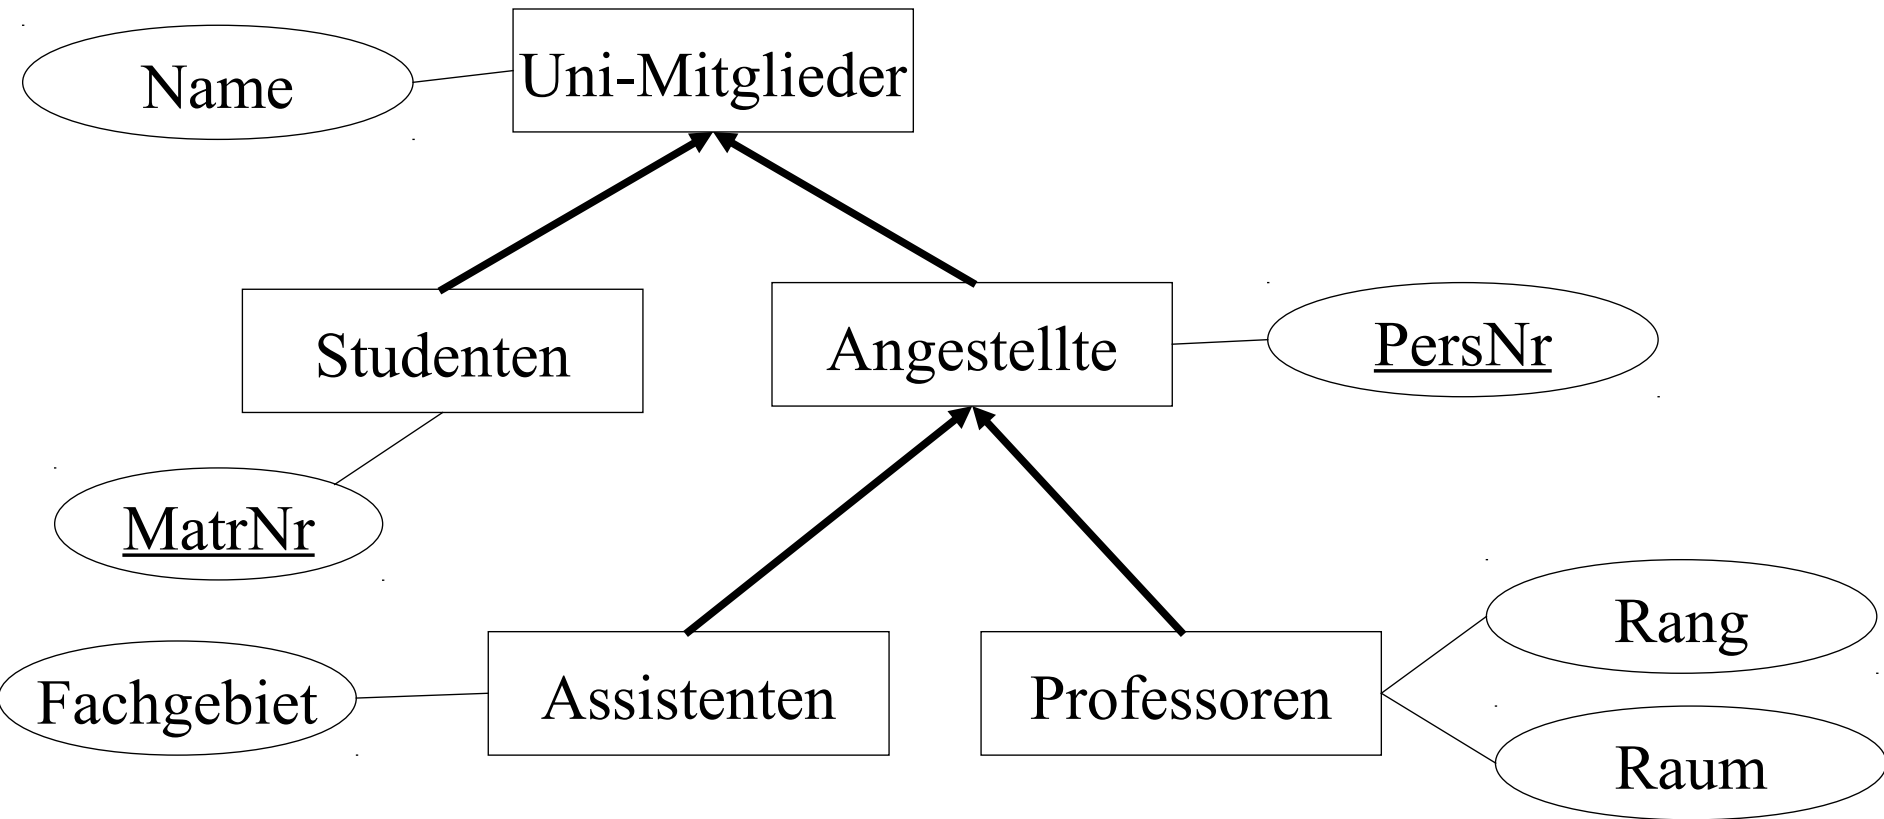 Name
Uni-Mitglieder
Studenten
Angestellte
PersNr
MatrNr
Fachgebiet
Assistenten
Professoren
Rang
Raum